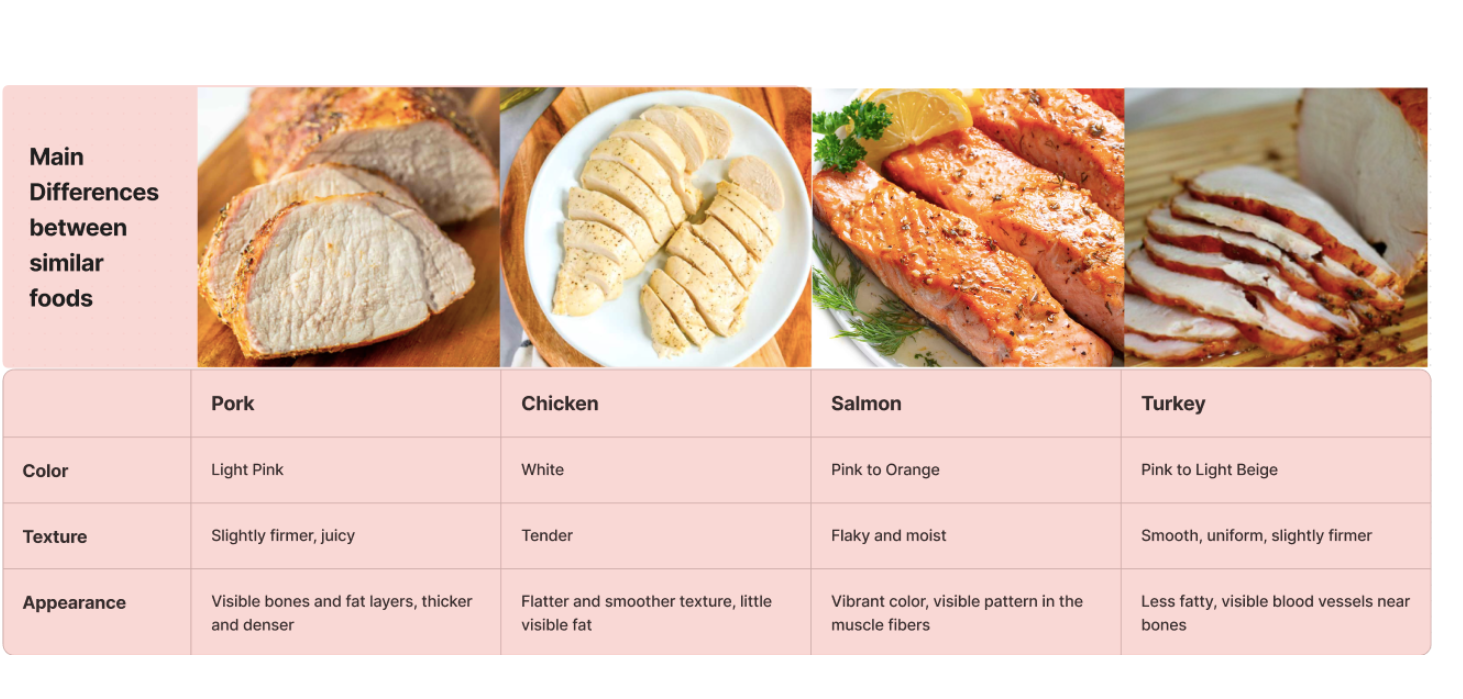 Main
Differences
between
similar
foods
Pork
Chicken
Salmon
Turkey
Color
Light Pink
White
Pink to Orange
Pink to Light Beige
Texture
Slightly firmer, juicy
Tender
Flaky and moist
Smooth, uniform, slightly firmer
Appearance
Visible bones and fat layers, thicker
and denser
Flatter and smoother texture, little
visible fat
Vibrant color, visible pattern in the
muscle fibers
Less fatty, visible blood vessels near
bones